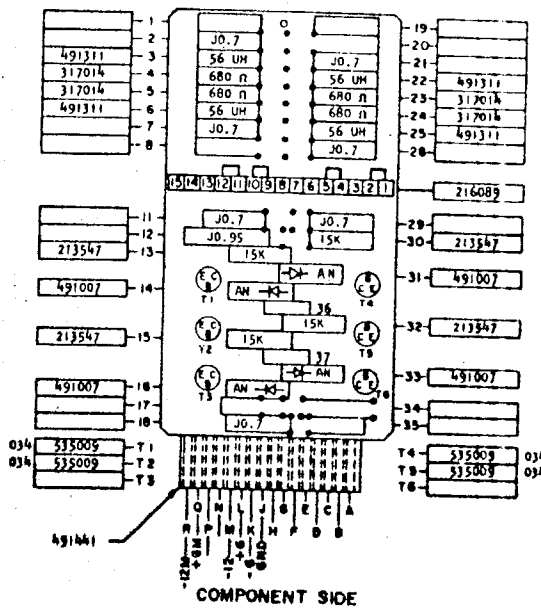 1
2
491311 3
317014 4
317014 5
491311 6
7
8
J0.7
56 UH
680 Ω
680 Ω
56 UH
J0.7
J0.7
56 UH
680 Ω
680 Ω
56 UH
J0.7
19
20
21
22 491311
23 317014
24 317014
25 491311
26
15 14 13 12 11 10 9 8 7 6 5 4 3 2 1
216089
11
12
213547 13
491007 14
213547 15
491007 16
17
18
J0.7
J0.95
15K
J0.7
15K
AN
AN
36
15K
15K
37
AN
AN
J0.7
E C B
T1
E C B
T2
E C B
T3
B C E
T4
B C E
T5
B C E
T6
29
30 213547
31 491007
32 213547
33 491007
34
35
034 535009 T1
034 535009 T2
T3
T4 535009 034
T5 535009 034
T6
491441
R Q P N M L K J H G F E D C B A
-12M
+6M
-12
+6
-6
GND
COMPONENT SIDE